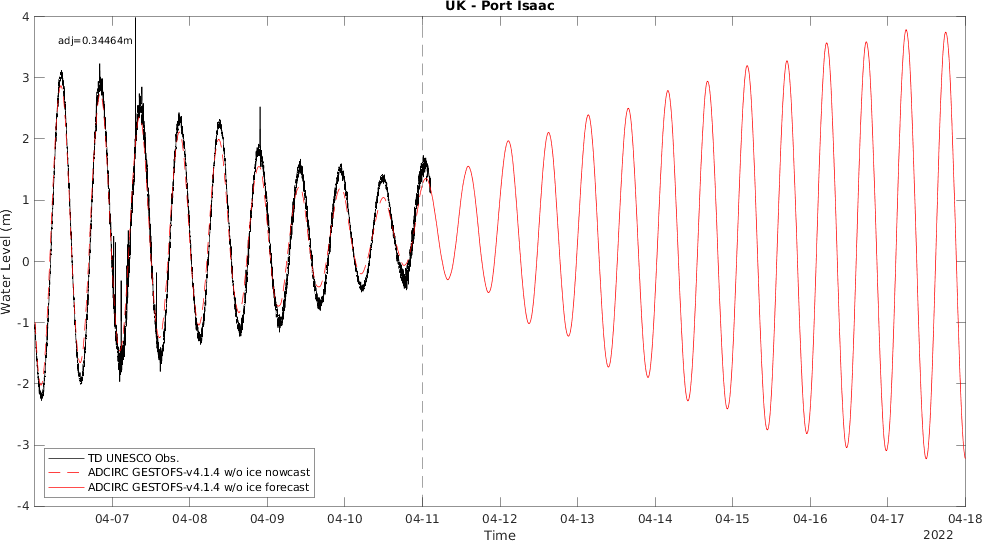 UK - Port Isaac
adj=0.34464m
4
3
2
1
0
-1
-2
-3
-4
Water Level (m)
TD UNESCO Obs.
ADCIRC GESTOFS-v4.1.4 w/o ice nowcast
ADCIRC GESTOFS-v4.1.4 w/o ice forecast
04-07 04-08 04-09 04-10 04-11 04-12 04-13 04-14 04-15 04-16 04-17 04-18
Time
2022